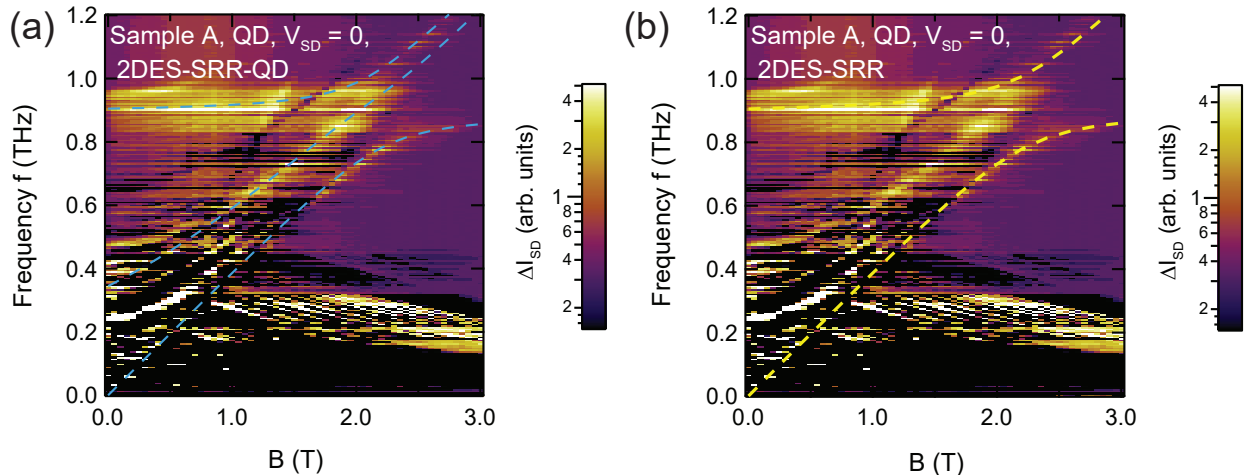 (a)
Sample A, QD, V_SD = 0,
2DES-SRR-QD
Frequency f (THz)
1.2
1.0
0.8
0.6
0.4
0.2
0.0
0.0 1.0 2.0 3.0
B (T)
ΔI_SD (arb. units)
4
2
1
8
6
4
2
(b)
Sample A, QD, V_SD = 0,
2DES-SRR
Frequency f (THz)
1.2
1.0
0.8
0.6
0.4
0.2
0.0
0.0 1.0 2.0 3.0
B (T)
ΔI_SD (arb. units)
4
2
1
8
6
4
2